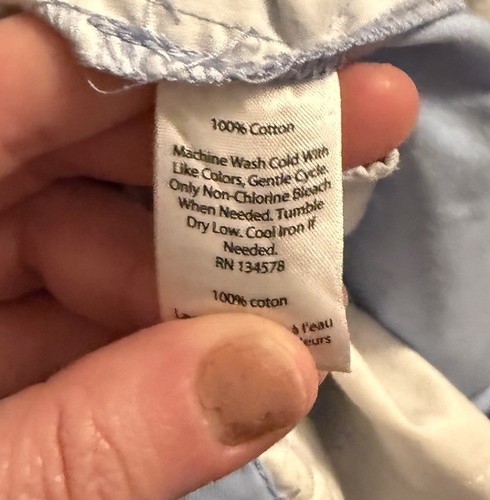 100% Cotton
Machine Wash Cold With
Like Colors, Gentle Cycle.
Only Non-Chlorine Bleach
When Needed. Tumble
Dry Low. Cool Iron If
Needed.
RN 134578
100% coton
à l'eau